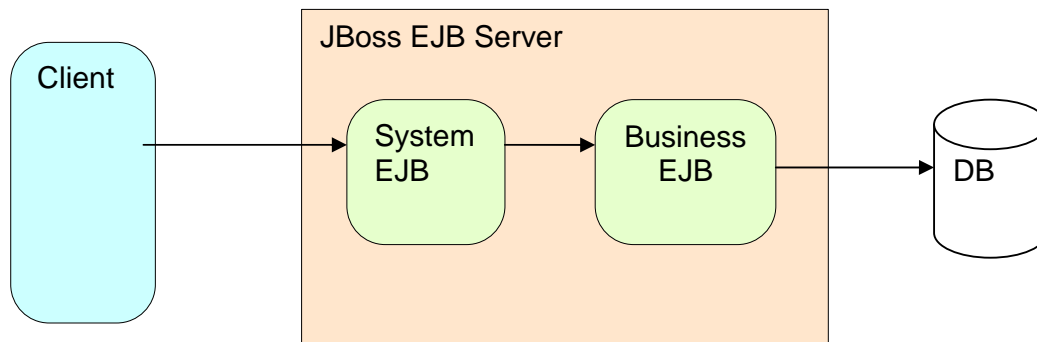 JBoss EJB Server
Client
System
EJB
Business
EJB
DB